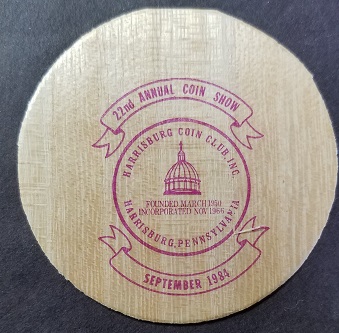 22nd ANNUAL COIN SHOW
HARRISBURG COIN CLUB, INC.
FOUNDED MARCH 1950
INCORPORATED NOV 1966
HARRISBURG, PENNSYLVANIA
SEPTEMBER 1984